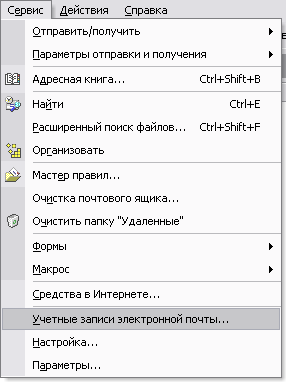 Сервис Действия Справка
Отправить/получить
Параметры отправки и получения
Адресная книга... Ctrl+Shift+B
Найти Ctrl+E
Расширенный поиск файлов... Ctrl+Shift+F
Организовать
Мастер правил...
Очистка почтового ящика...
Очистить папку "Удаленные"
Формы
Макрос
Средства в Интернете...
Учетные записи электронной почты...
Настройка...
Параметры...